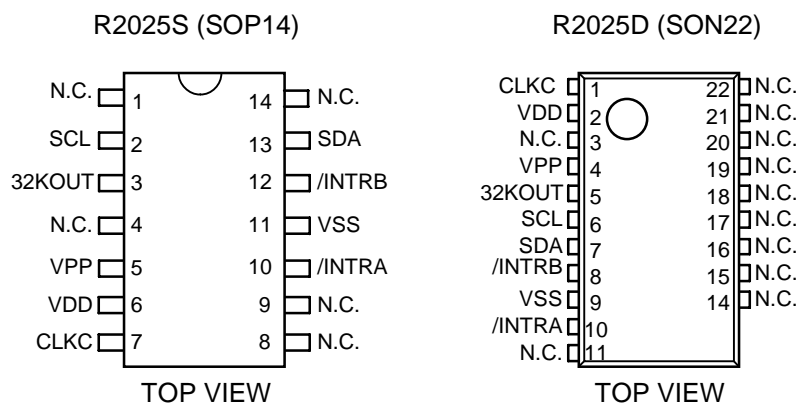 R2025S (SOP14)
N.C. 1 14 N.C.
SCL 2 13 SDA
32KOUT 3 12 /INTRB
N.C. 4 11 VSS
VPP 5 10 /INTRA
VDD 6 9 N.C.
CLKC 7 8 N.C.
TOP VIEW
R2025D (SON22)
CLKC 1 22 N.C.
VDD 2 21 N.C.
N.C. 3 20 N.C.
VPP 4 19 N.C.
32KOUT 5 18 N.C.
SCL 6 17 N.C.
SDA 7 16 N.C.
/INTRB 8 15 N.C.
VSS 9 14 N.C.
/INTRA 10
N.C. 11
TOP VIEW